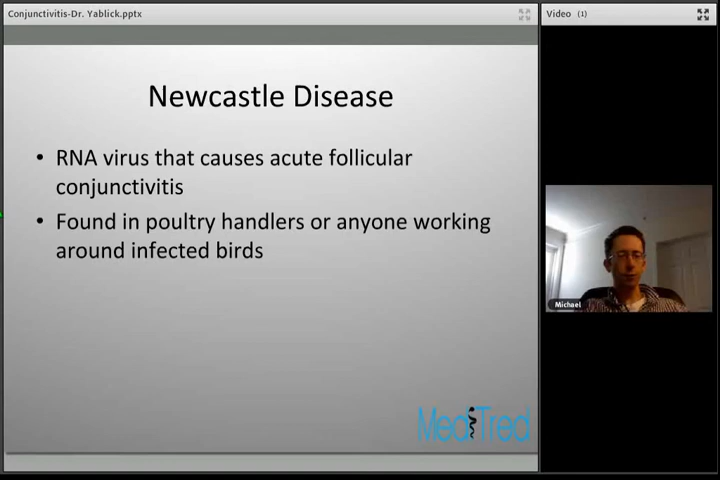 Conjunctivitis-Dr. Yablick.pptx
Video (1)
Newcastle Disease
• RNA virus that causes acute follicular
conjunctivitis
• Found in poultry handlers or anyone working
around infected birds
Michael
MediTred